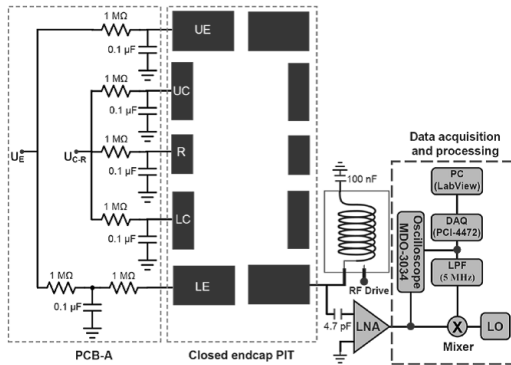 1 MΩ
UE
0.1 µF
1 MΩ
UC
0.1 µF
Data acquisition
and processing
U_E
U_C-R
1 MΩ
R
0.1 µF
100 nF
PC
(LabView)
1 MΩ
LC
0.1 µF
Oscilloscope
MDO-3034
DAQ
(PCI-4472)
LPF
(5 MHz)
1 MΩ
1 MΩ
LE
RF Drive
0.1 µF
4.7 pF
LNA
X
LO
Mixer
PCB-A
Closed endcap PIT